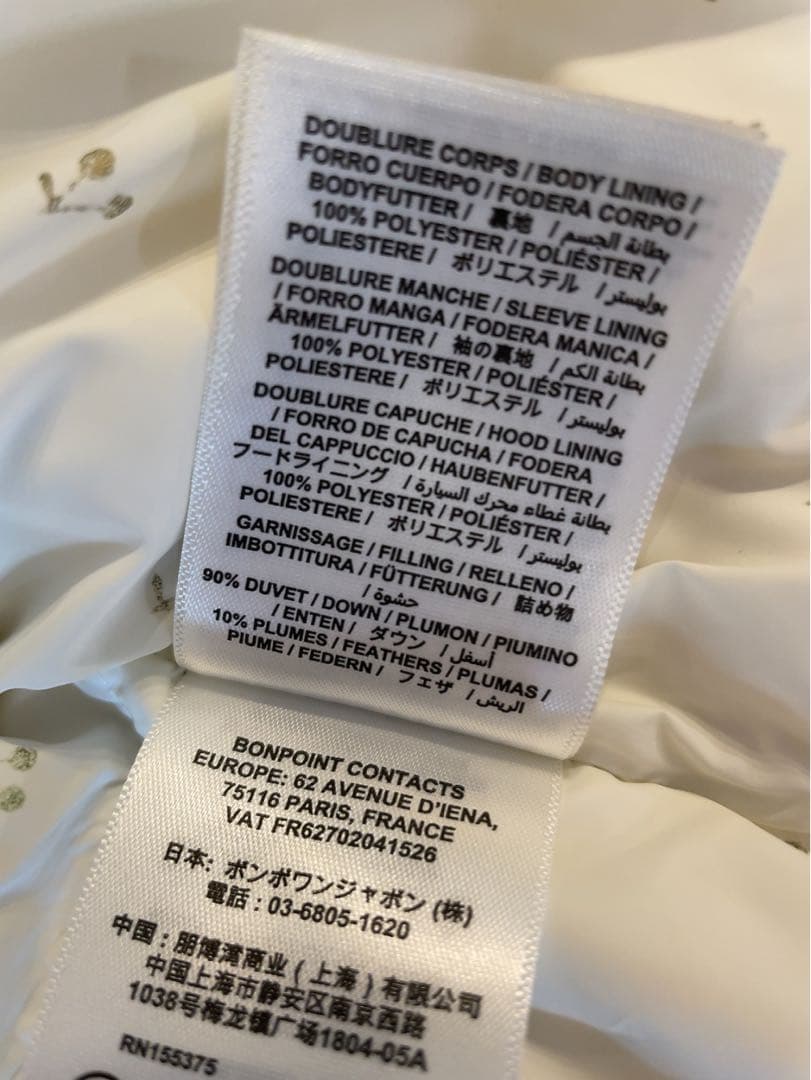 DOUBLURE CORPS / BODY LINING /
FORRO CUERPO / FODERA CORPO /
BODYFUTTER / 裏地 / بطانة الجسم
100% POLYESTER / POLIÉSTER /
POLIESTERE / ポリエステル / بوليستر
DOUBLURE MANCHE / SLEEVE LINING
/ FORRO MANGA / FODERA MANICA /
ÄRMELFUTTER / 袖の裏地 / بطانة الكم
100% POLYESTER / POLIÉSTER /
POLIESTERE / ポリエステル / بوليستر
DOUBLURE CAPUCHE / HOOD LINING
/ FORRO DE CAPUCHA / FODERA
DEL CAPPUCCIO / HAUBENFUTTER /
フードライニング / بطانة غطاء محرك السيارة
100% POLYESTER / POLIÉSTER /
POLIESTERE / ポリエステル / بوليستر
GARNISSAGE / FILLING / RELLENO /
IMBOTTITURA / FÜTTERUNG / 詰め物
/ حشوة
90% DUVET / DOWN / PLUMON / PIUMINO
/ ENTEN / ダウン / أسفل
10% PLUMES / FEATHERS / PLUMAS /
PIUME / FEDERN / フェザ / الريش
BONPOINT CONTACTS
EUROPE: 62 AVENUE D'IENA,
75116 PARIS, FRANCE
VAT FR62702041526
日本: ボンポワンジャポン (株)
電話 : 03-6805-1620
中国 : 朋博湾商业 ( 上海 ) 有限公司
中国上海市静安区南京西路
1038号梅龙镇广场1804-05A
RN155375